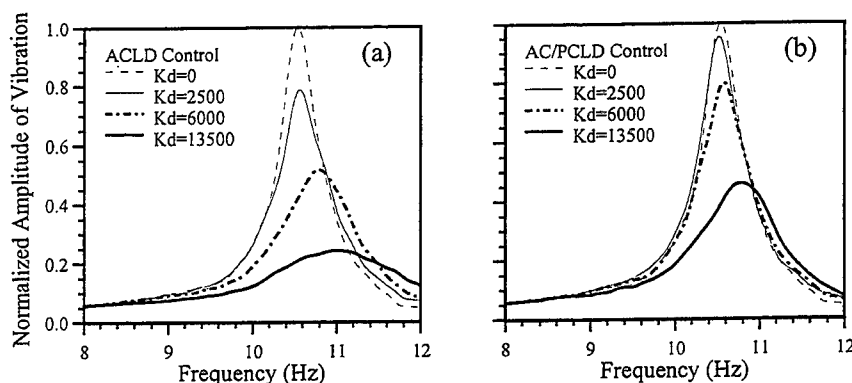 Normalized Amplitude of Vibration
1.0
0.8
0.6
0.4
0.2
0.0
ACLD Control
Kd=0
Kd=2500
Kd=6000
Kd=13500
(a)
8 9 10 11 12
Frequency (Hz)
AC/PCLD Control
Kd=0
Kd=2500
Kd=6000
Kd=13500
(b)
8 9 10 11 12
Frequency (Hz)